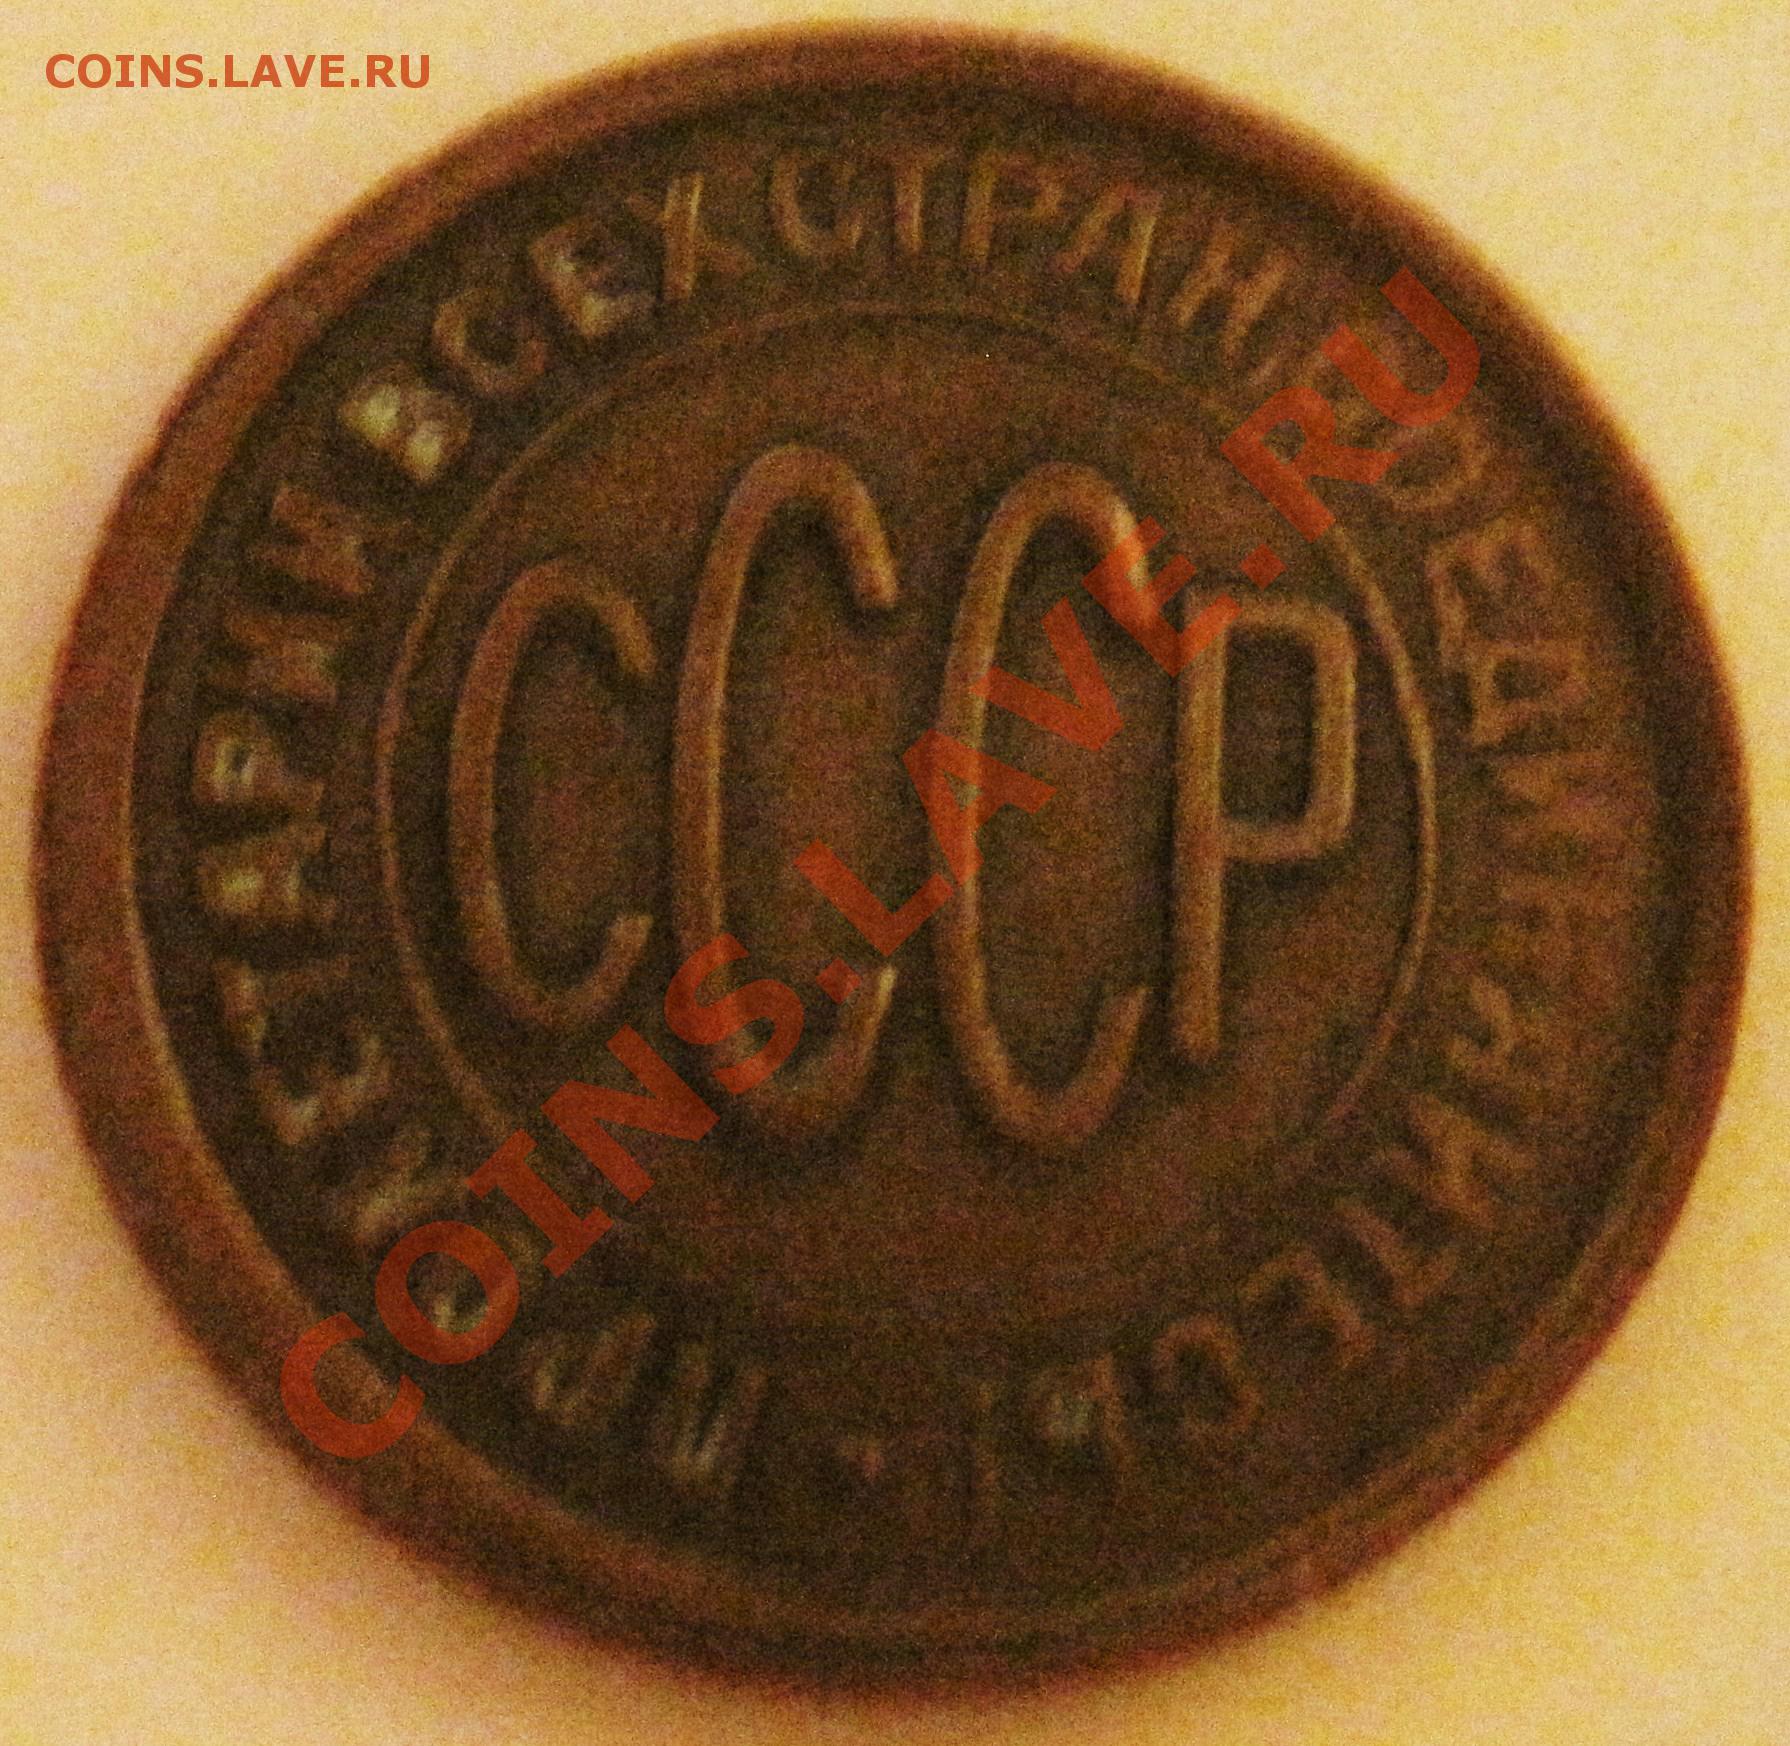 COINS.LAVE.RU
ПРОЛЕТАРИИ ВСЕХ СТРАН, СОЕДИНЯЙТЕСЬ!
СССР
COINS.LAVE.RU